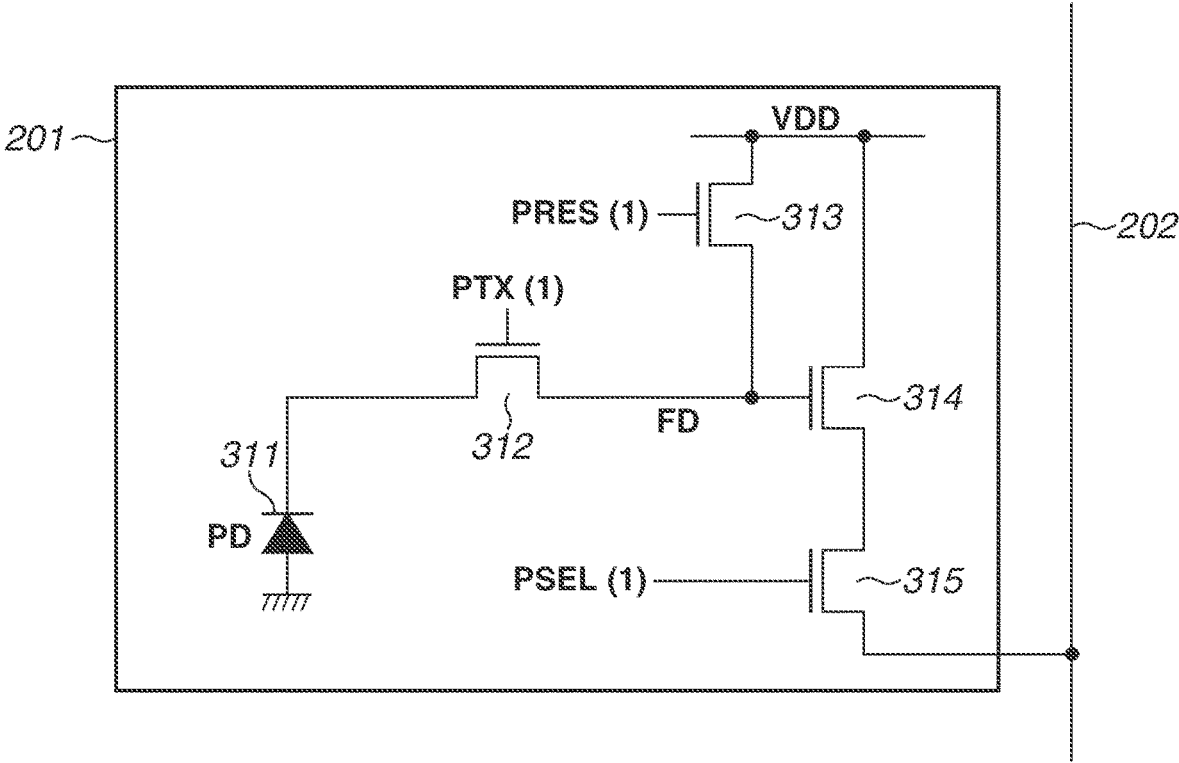 VDD
201
PRES (1)
313
202
PTX (1)
314
FD
312
311
PD
PSEL (1)
315